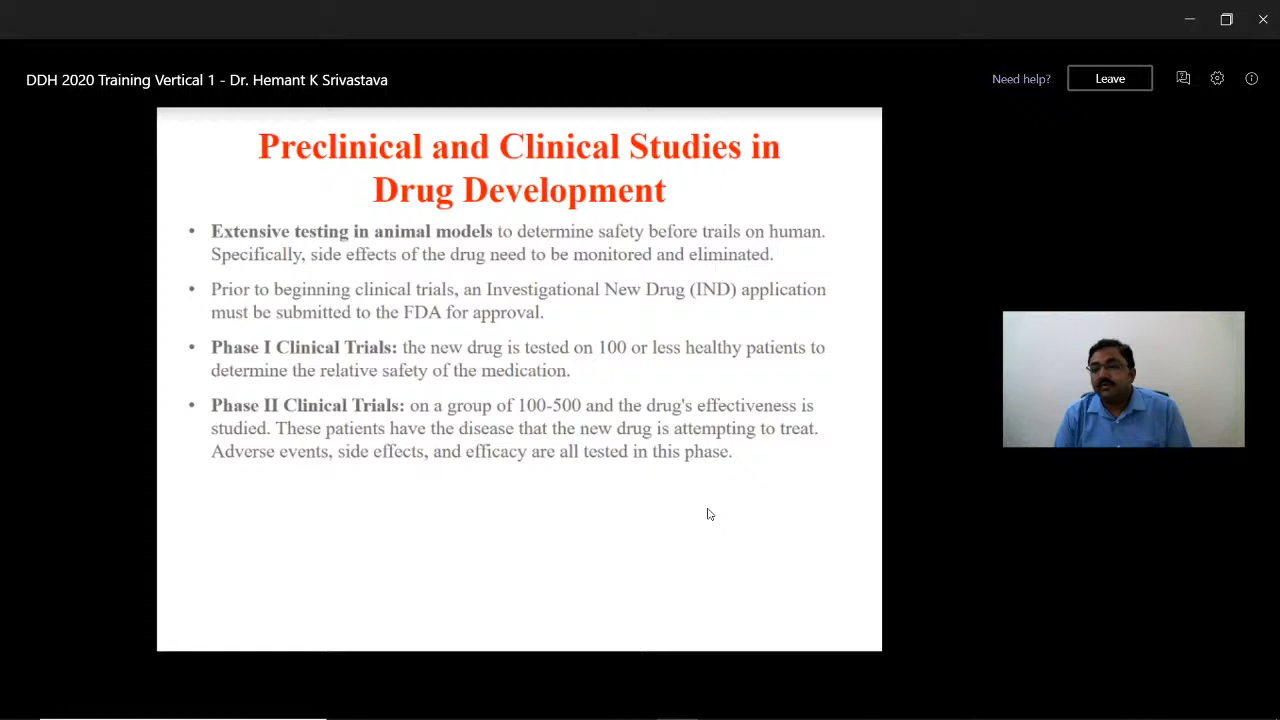 DDH 2020 Training Vertical 1 - Dr. Hemant K Srivastava
Need help?
Leave
Preclinical and Clinical Studies in
Drug Development
• Extensive testing in animal models to determine safety before trails on human.
Specifically, side effects of the drug need to be monitored and eliminated.
• Prior to beginning clinical trials, an Investigational New Drug (IND) application
must be submitted to the FDA for approval.
• Phase I Clinical Trials: the new drug is tested on 100 or less healthy patients to
determine the relative safety of the medication.
• Phase II Clinical Trials: on a group of 100-500 and the drug's effectiveness is
studied. These patients have the disease that the new drug is attempting to treat.
Adverse events, side effects, and efficacy are all tested in this phase.